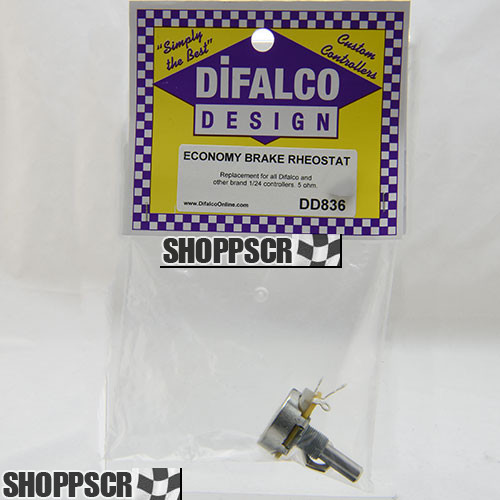 "Simply
the Best"
Custom
Controllers
DiFALCO
DESIGN
ECONOMY BRAKE RHEOSTAT
Replacement for all Difalco and
other brand 1/24 controllers. 5 ohm.
www.DifalcoOnline.com
DD836
SHOPPSCR
SHOPPSCR